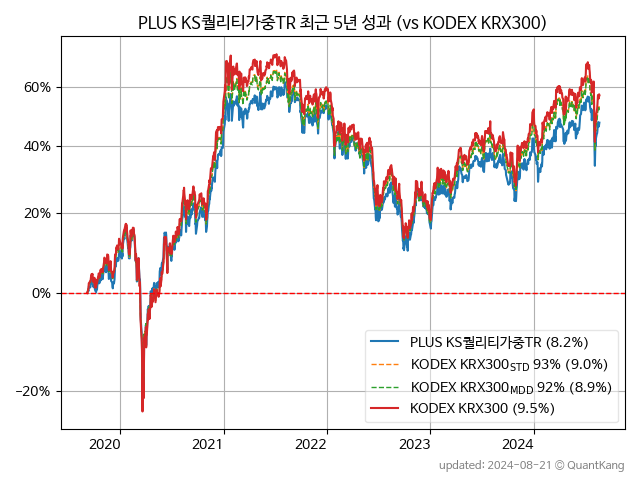 PLUS KS퀄리티가중TR 최근 5년 성과 (vs KODEX KRX300)
60%
40%
20%
0%
−20%
PLUS KS퀄리티가중TR (8.2%)
KODEX KRX300STD 93% (9.0%)
KODEX KRX300MDD 92% (8.9%)
KODEX KRX300 (9.5%)
2020 2021 2022 2023 2024
updated: 2024-08-21 © QuantKang